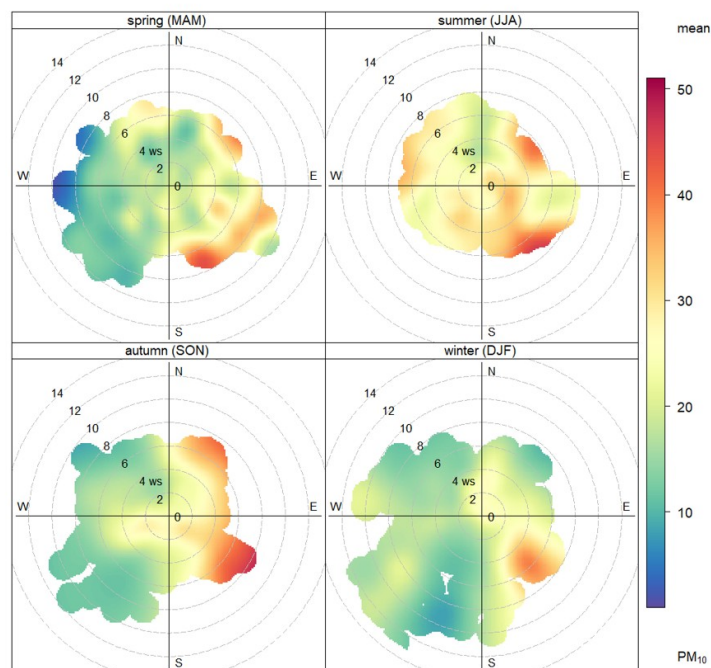 spring (MAM)
summer (JJA)
mean
N
14
12
10
8
6
4 ws
2
0
W
E
S
N
14
12
10
8
6
4 ws
2
0
W
E
S
autumn (SON)
winter (DJF)
N
14
12
10
8
6
4 ws
2
0
W
E
S
N
14
12
10
8
6
4 ws
2
0
W
E
S
50
40
30
20
10
PM₁₀